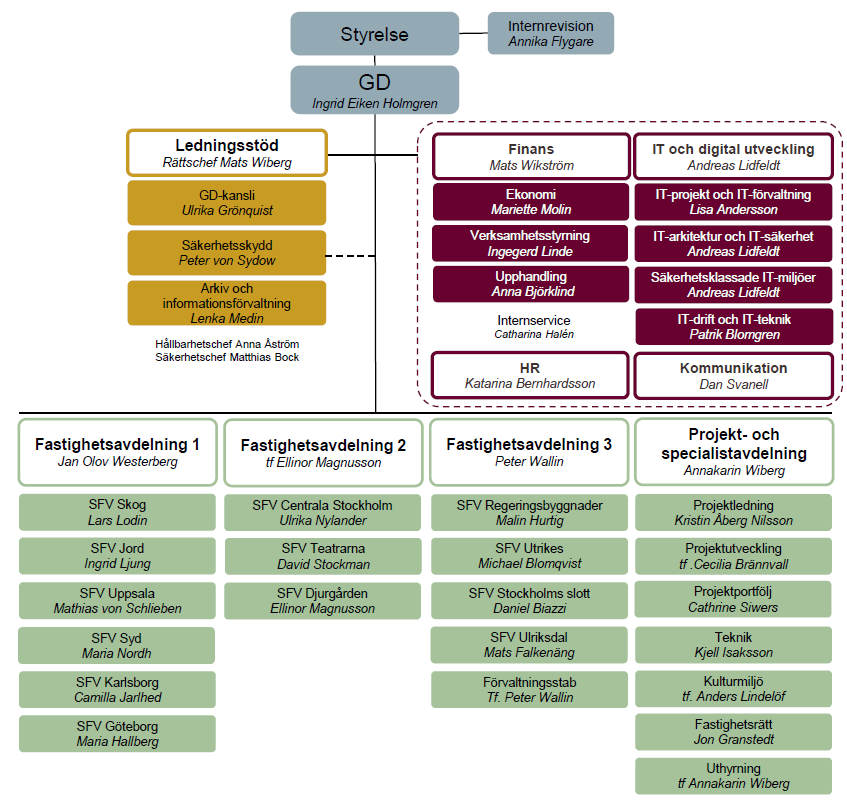 Styrelse
Internrevision
Annika Flygare
GD
Ingrid Eiken Holmgren
Ledningsstöd
Rättschef Mats Wiberg
GD-kansli
Ulrika Grönquist
Säkerhetsskydd
Peter von Sydow
Arkiv och
informationsförvaltning
Lenka Medin
Hållbarhetschef Anna Åström
Säkerhetschef Matthias Bock
Finans
Mats Wikström
Ekonomi
Mariette Molin
Verksamhetsstyrning
Ingegerd Linde
Upphandling
Anna Björklind
Internservice
Catharina Halén
HR
Katarina Bernhardsson
IT och digital utveckling
Andreas Lidfeldt
IT-projekt och IT-förvaltning
Lisa Andersson
IT-arkitektur och IT-säkerhet
Andreas Lidfeldt
Säkerhetsklassade IT-miljöer
Andreas Lidfeldt
IT-drift och IT-teknik
Patrik Blomgren
Kommunikation
Dan Svanell
Fastighetsavdelning 1
Jan Olov Westerberg
SFV Skog
Lars Lodin
SFV Jord
Ingrid Ljung
SFV Uppsala
Mathias von Schlieben
SFV Syd
Maria Nordh
SFV Karlsborg
Camilla Jarlhed
SFV Göteborg
Maria Hallberg
Fastighetsavdelning 2
tf Ellinor Magnusson
SFV Centrala Stockholm
Ulrika Nylander
SFV Teatrarna
David Stockman
SFV Djurgården
Ellinor Magnusson
Fastighetsavdelning 3
Peter Wallin
SFV Regeringsbyggnader
Malin Hurtig
SFV Utrikes
Michael Blomqvist
SFV Stockholms slott
Daniel Biazzi
SFV Ulriksdal
Mats Falkenäng
Förvaltningsstab
Tf. Peter Wallin
Projekt- och
specialistavdelning
Annakarin Wiberg
Projektledning
Kristin Åberg Nilsson
Projektutveckling
tf .Cecilia Brännvall
Projektportfölj
Cathrine Siwers
Teknik
Kjell Isaksson
Kulturmiljö
tf. Anders Lindelöf
Fastighetsrätt
Jon Granstedt
Uthyrning
tf Annakarin Wiberg